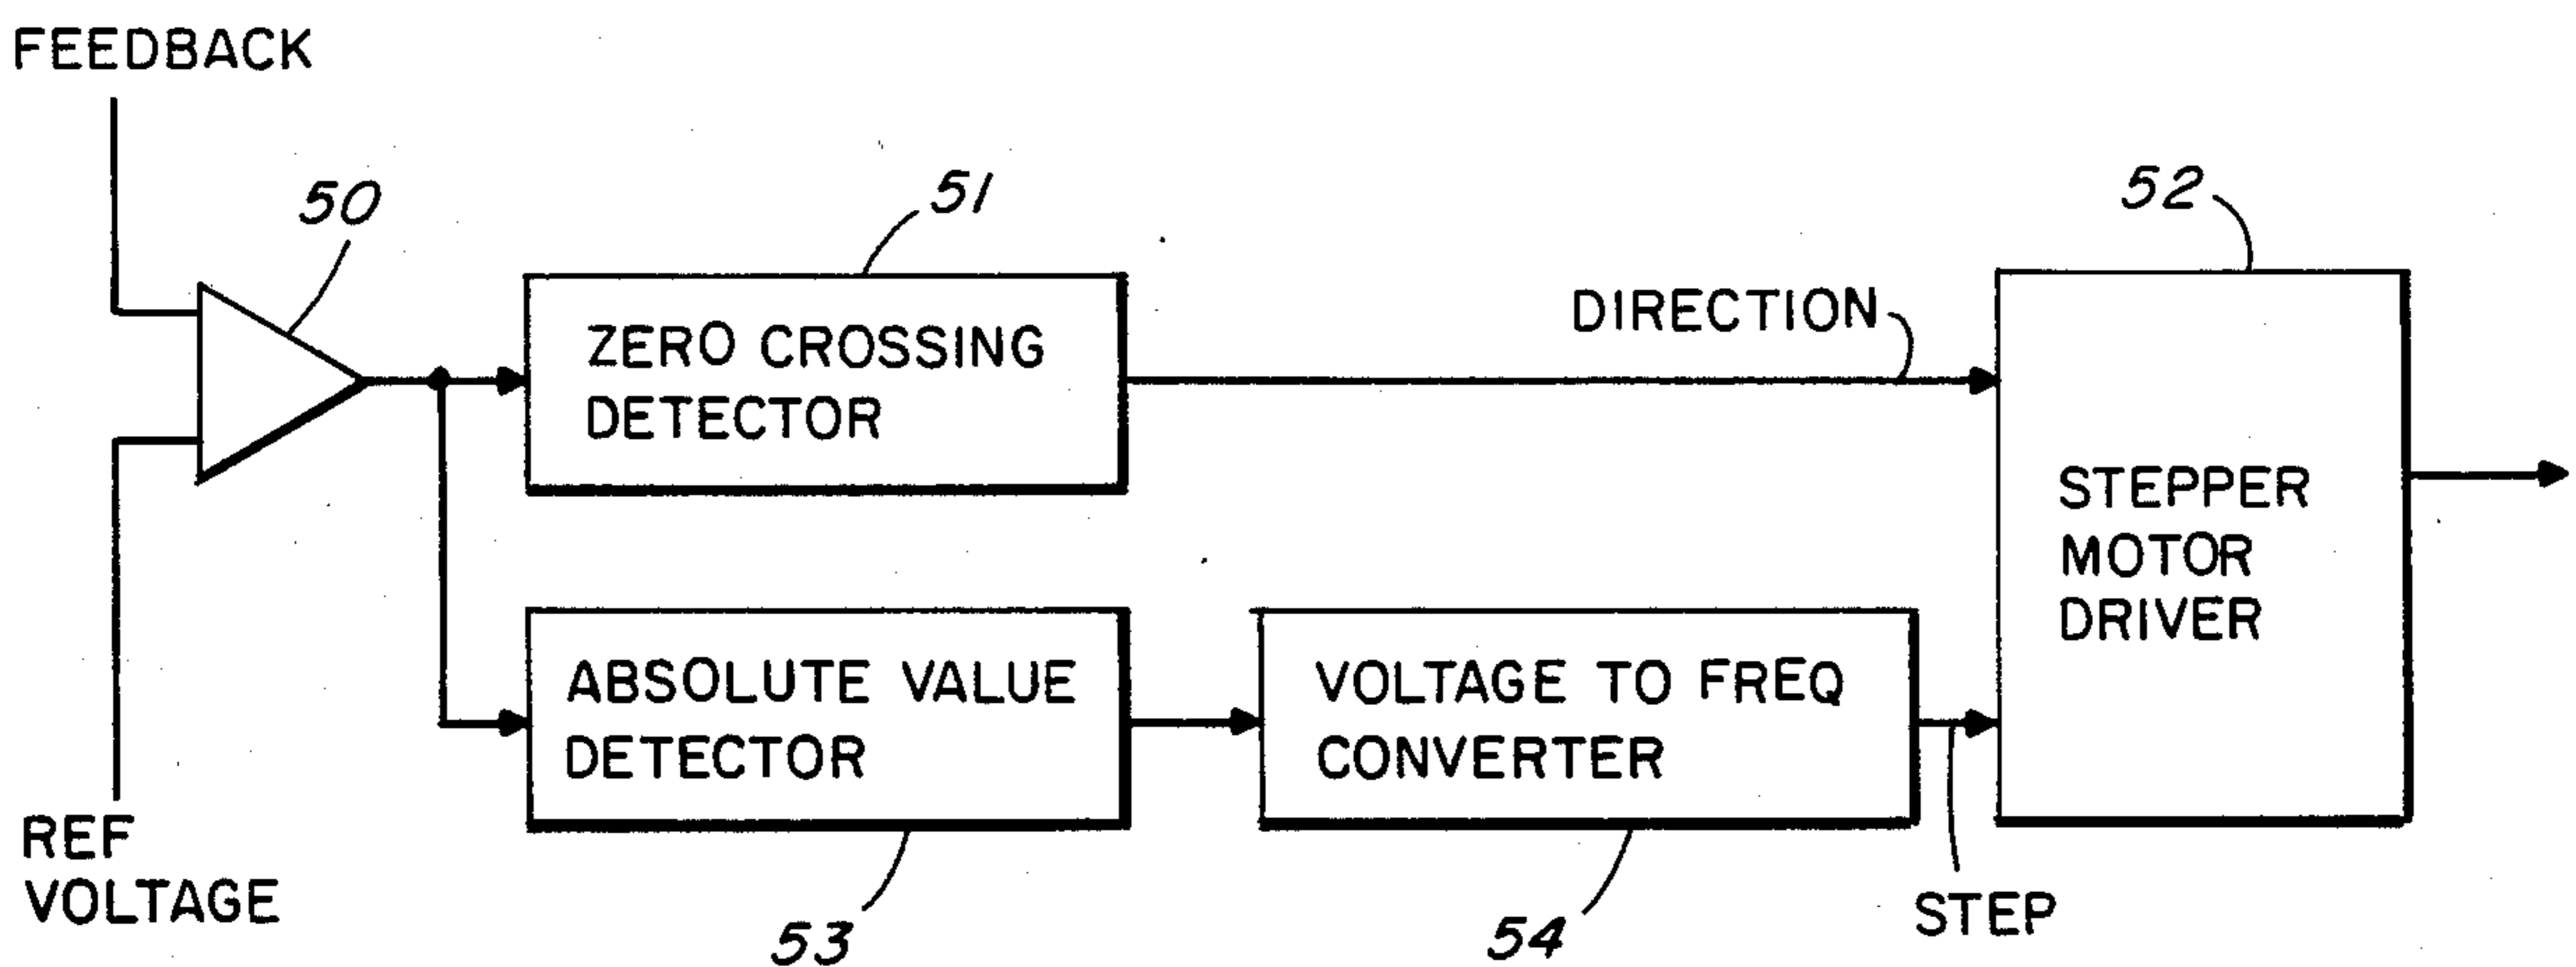 FEEDBACK
50
51
52
DIRECTION
ZERO CROSSING
DETECTOR
STEPPER
MOTOR
DRIVER
ABSOLUTE VALUE
DETECTOR
VOLTAGE TO FREQ
CONVERTER
REF
VOLTAGE
STEP
53
54